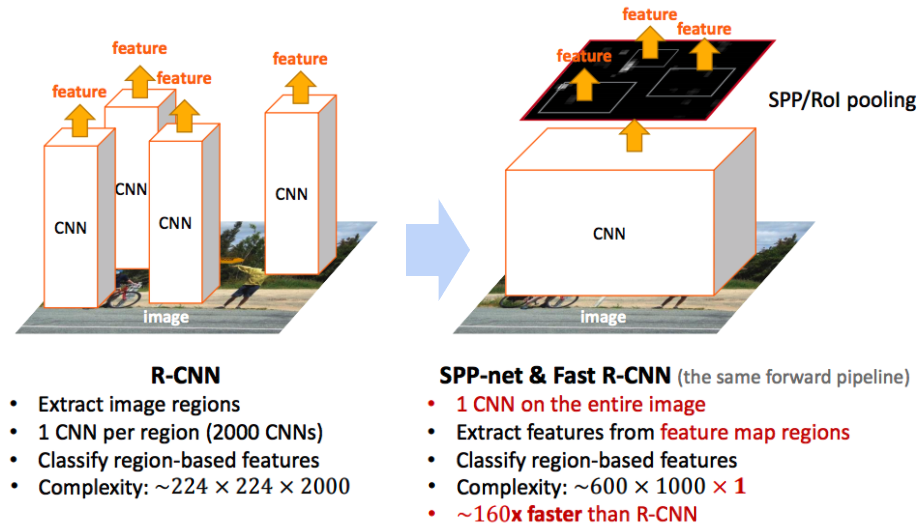 feature
feature
feature
feature
CNN
CNN
CNN
CNN
image
R-CNN
• Extract image regions
• 1 CNN per region (2000 CNNs)
• Classify region-based features
• Complexity: ~224 × 224 × 2000
feature
feature
feature
SPP/RoI pooling
CNN
image
SPP-net & Fast R-CNN (the same forward pipeline)
• 1 CNN on the entire image
• Extract features from feature map regions
• Classify region-based features
• Complexity: ~600 × 1000 × 1
• ~160x faster than R-CNN